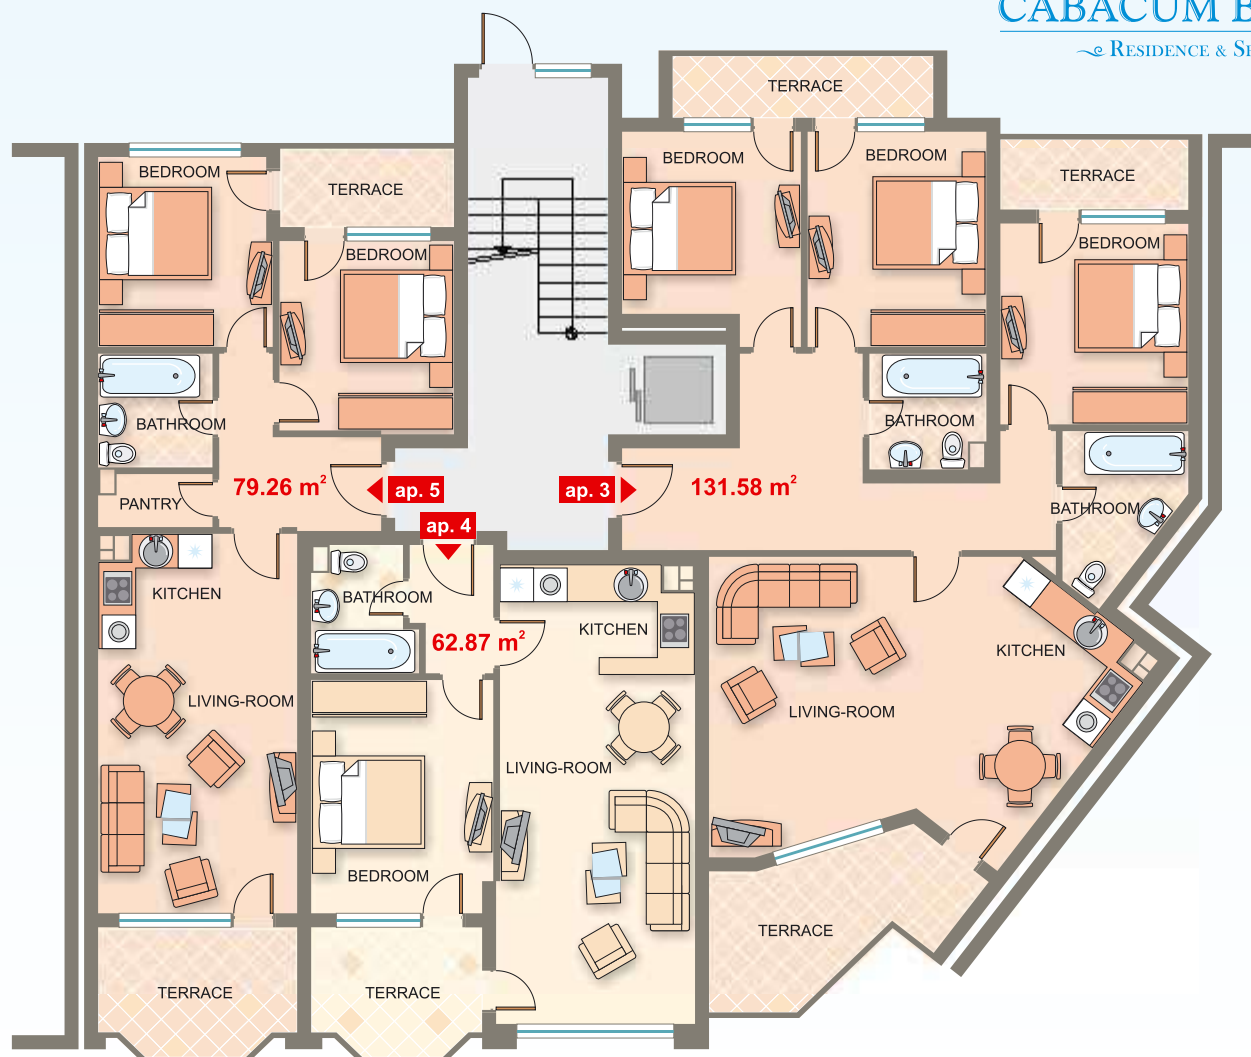 CABACUM B
RESIDENCE & S
TERRACE
BEDROOM
BEDROOM
BEDROOM
TERRACE
TERRACE
BEDROOM
BEDROOM
BATHROOM
BATHROOM
79.26 m²
ap. 5
ap. 3
131.58 m²
PANTRY
BATHROOM
ap. 4
KITCHEN
BATHROOM
KITCHEN
62.87 m²
KITCHEN
LIVING-ROOM
LIVING-ROOM
LIVING-ROOM
BEDROOM
TERRACE
TERRACE
TERRACE